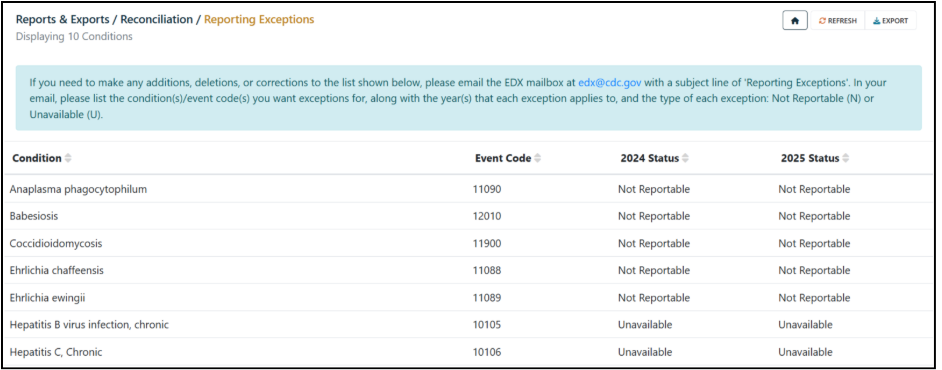 Reports & Exports / Reconciliation / Reporting Exceptions
REFRESH
EXPORT
Displaying 10 Conditions
If you need to make any additions, deletions, or corrections to the list shown below, please email the EDX mailbox at edx@cdc.gov with a subject line of 'Reporting Exceptions'. In your
email, please list the condition(s)/event code(s) you want exceptions for, along with the year(s) that each exception applies to, and the type of each exception: Not Reportable (N) or
Unavailable (U).
Condition Event Code 2024 Status 2025 Status
Anaplasma phagocytophilum 11090 Not Reportable Not Reportable
Babesiosis 12010 Not Reportable Not Reportable
Coccidioidomycosis 11900 Not Reportable Not Reportable
Ehrlichia chaffeensis 11088 Not Reportable Not Reportable
Ehrlichia ewingii 11089 Not Reportable Not Reportable
Hepatitis B virus infection, chronic 10105 Unavailable Unavailable
Hepatitis C, Chronic 10106 Unavailable Unavailable